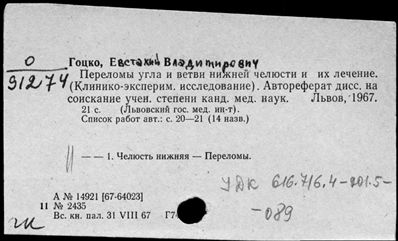 О
91274
Гоцко, Евстахий Владимирович
Переломы угла и ветви нижней челюсти и их лечение.
(Клинико-эксперим. исследование). Автореферат дисс. на
соискание учен. степени канд. мед. наук. Львов, 1967.
21 с. (Львовский гос. мед. ин-т).
Список работ авт.: с. 20—21 (14 назв.)
|| — — 1. Челюсть нижняя — Переломы.
УДК 616.716.4-001.5-
-089
А № 14921 [67-64023]
11 № 2435
Вс. кн. пал. 31 VIII 67 Г7